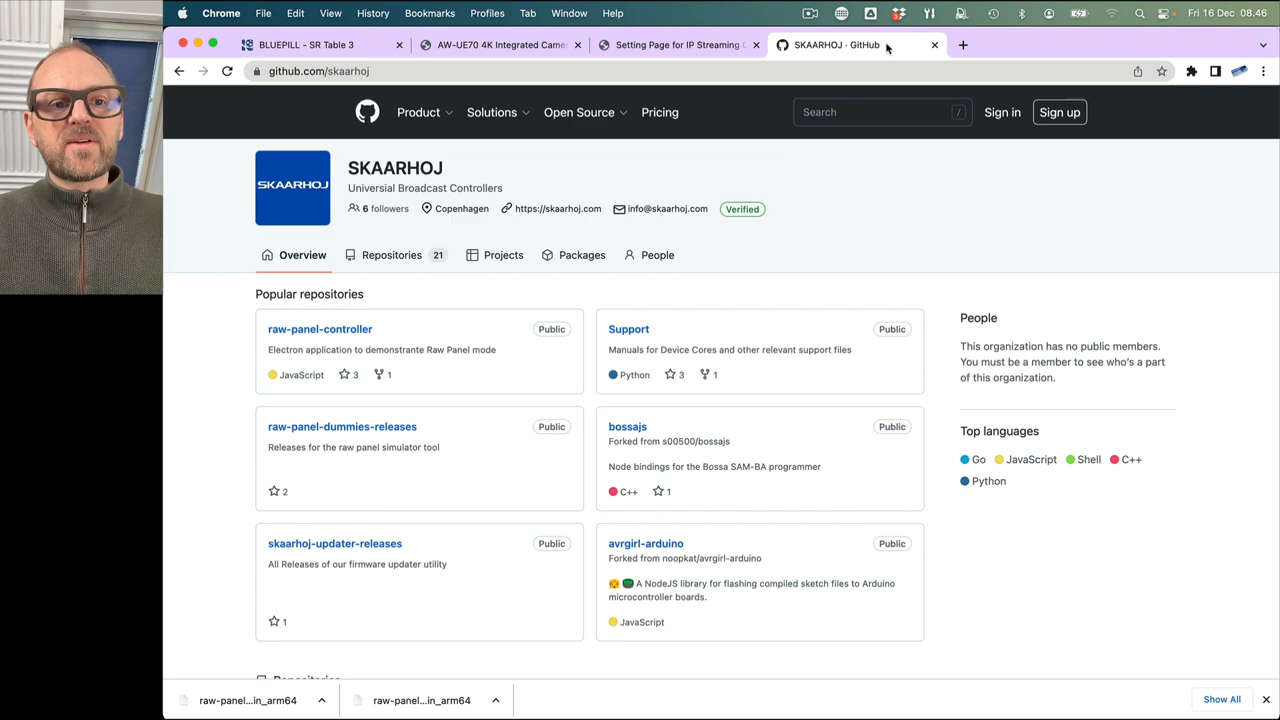 Chrome File Edit View History Bookmarks Profiles Tab Window Help Fri 16 Dec 08.46
BLUEPILL - SR Table 3 AW-UE70 4K Integrated Came Setting Page for IP Streaming SKAARHOJ · GitHub
github.com/skaarhoj
Product Solutions Open Source Pricing Search / Sign in Sign up
SKAARHOJ
SKAARHOJ
Universial Broadcast Controllers
6 followers Copenhagen https://skaarhoj.com info@skaarhoj.com Verified
Overview Repositories 21 Projects Packages People
Popular repositories
raw-panel-controller Public
Electron application to demonstrante Raw Panel mode
JavaScript 3 1
Support Public
Manuals for Device Cores and other relevant support files
Python 3 1
raw-panel-dummies-releases Public
Releases for the raw panel simulator tool
2
bossajs Public
Forked from s00500/bossajs
Node bindings for the Bossa SAM-BA programmer
C++ 1
skaarhoj-updater-releases Public
All Releases of our firmware updater utility
1
avrgirl-arduino Public
Forked from noopkat/avrgirl-arduino
A NodeJS library for flashing compiled sketch files to Arduino
microcontroller boards.
JavaScript
People
This organization has no public members.
You must be a member to see who's a part
of this organization.
Top languages
Go JavaScript Shell C++
Python
raw-panel...in_arm64 raw-panel...in_arm64 Show All